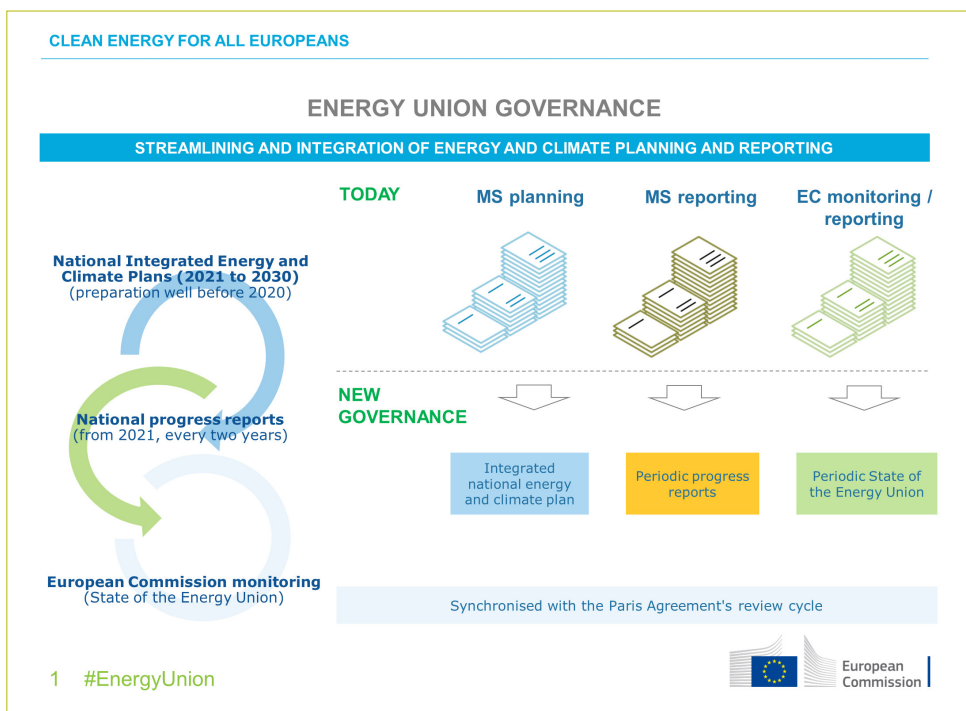 CLEAN ENERGY FOR ALL EUROPEANS
ENERGY UNION GOVERNANCE
STREAMLINING AND INTEGRATION OF ENERGY AND CLIMATE PLANNING AND REPORTING
National Integrated Energy and
Climate Plans (2021 to 2030)
(preparation well before 2020)
National progress reports
(from 2021, every two years)
European Commission monitoring
(State of the Energy Union)
TODAY
MS planning
MS reporting
EC monitoring /
reporting
NEW
GOVERNANCE
Integrated
national energy
and climate plan
Periodic progress
reports
Periodic State of
the Energy Union
Synchronised with the Paris Agreement's review cycle
1 #EnergyUnion
European
Commission